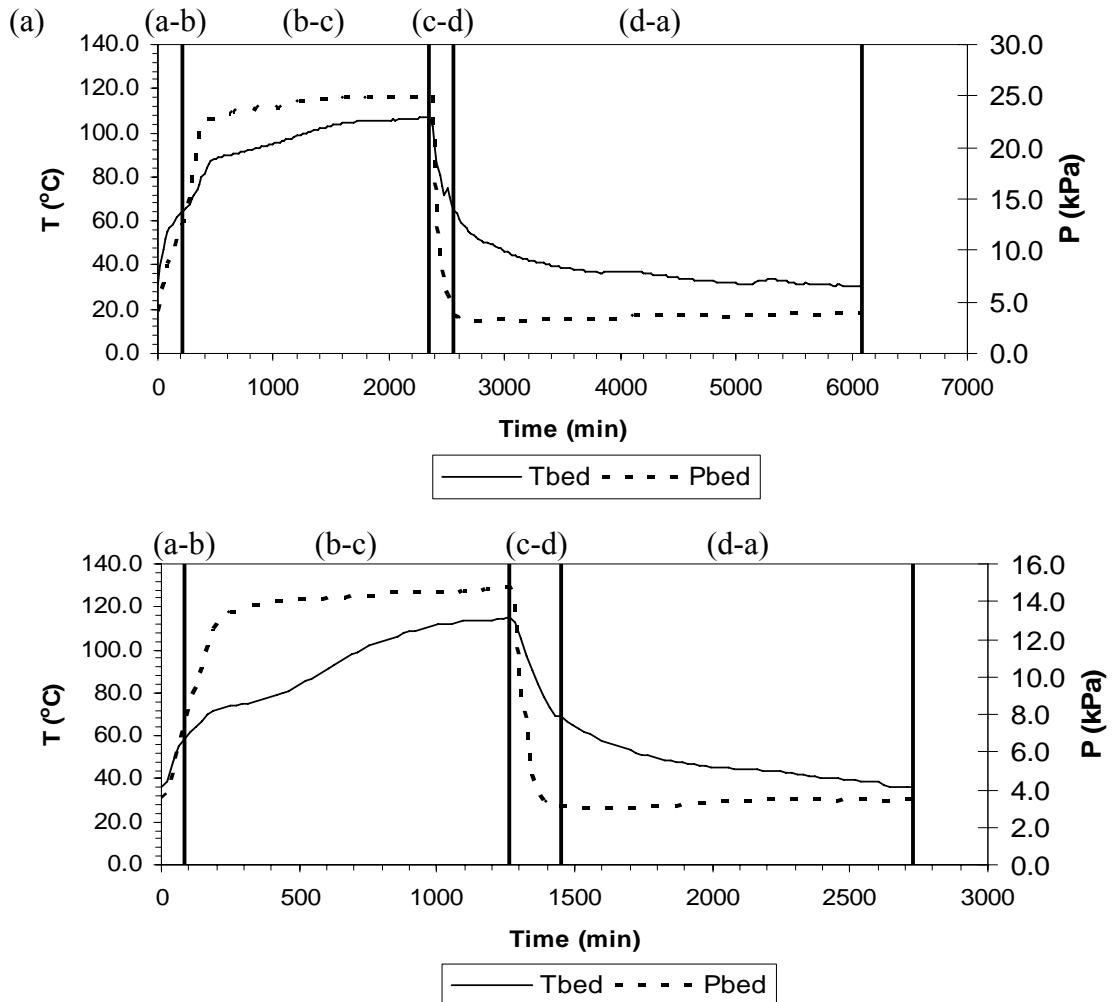 (a) (a-b) (b-c) (c-d) (d-a)
140.0 30.0
120.0 25.0
100.0 20.0
80.0 15.0
60.0 10.0
40.0 5.0
20.0 0.0
0.0
T (°C)
P (kPa)
0 1000 2000 3000 4000 5000 6000 7000
Time (min)
Tbed Pbed
(a-b) (b-c) (c-d) (d-a)
140.0 16.0
120.0 14.0
100.0 12.0
80.0 10.0
60.0 8.0
40.0 6.0
20.0 4.0
0.0 2.0
0.0
T (°C)
P (kPa)
0 500 1000 1500 2000 2500 3000
Time (min)
Tbed Pbed